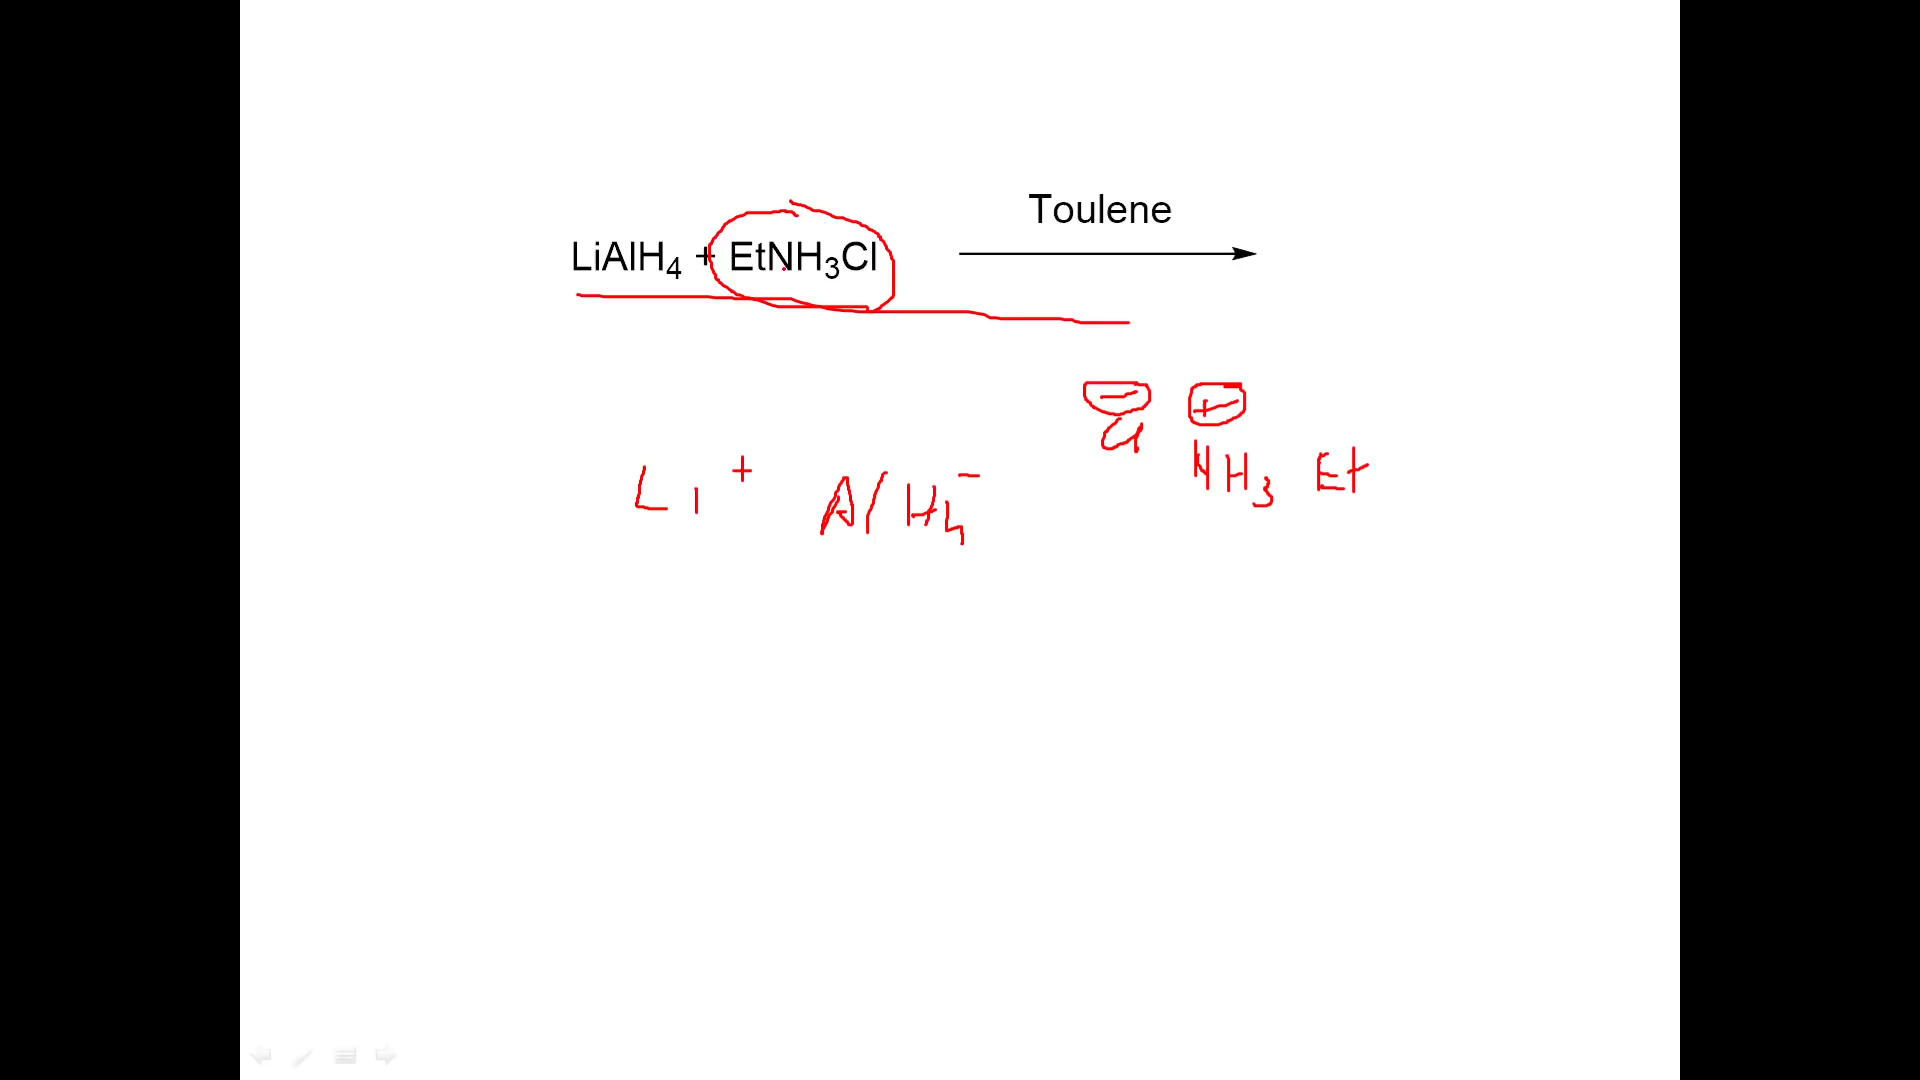 Toulene
LiAlH₄ + EtNH₃Cl
- +
Cl NH₃ Et
Li⁺ AlH₄⁻